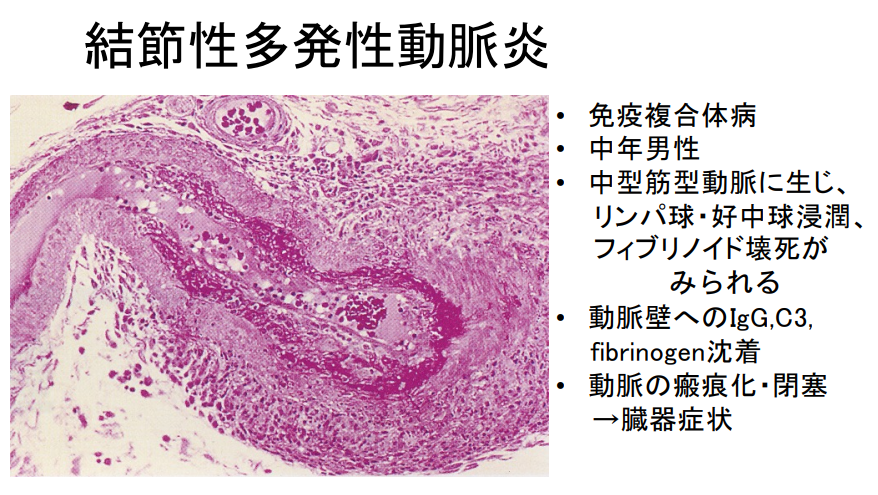 結節性多発性動脈炎
• 免疫複合体病
• 中年男性
• 中型筋型動脈に生じ、
リンパ球・好中球浸潤、
フィブリノイド壊死が
みられる
• 動脈壁へのIgG,C3,
fibrinogen沈着
• 動脈の瘢痕化・閉塞
→臓器症状